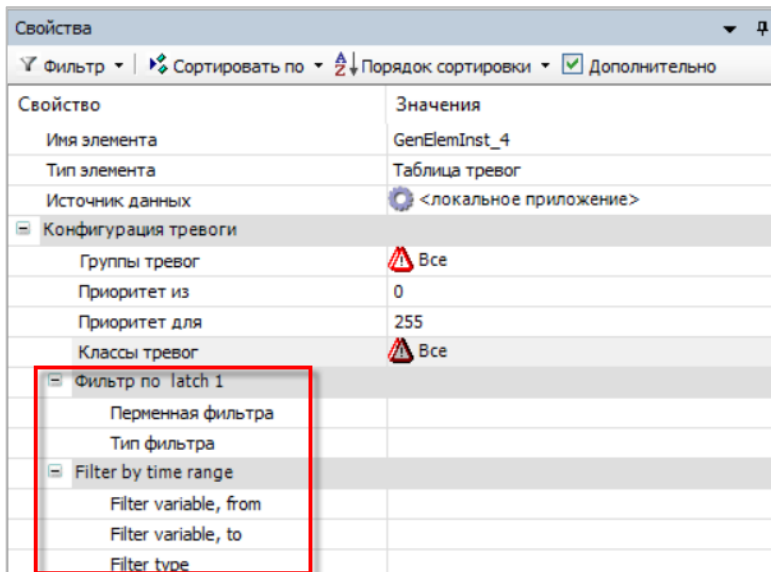 Свойства
Фильтр Сортировать по Порядок сортировки Дополнительно
Свойство Значения
Имя элемента GenElemInst_4
Тип элемента Таблица тревог
Источник данных <локальное приложение>
Конфигурация тревоги
Группы тревог Все
Приоритет из 0
Приоритет для 255
Классы тревог Все
Фильтр по latch 1
Перменная фильтра
Тип фильтра
Filter by time range
Filter variable, from
Filter variable, to
Filter type